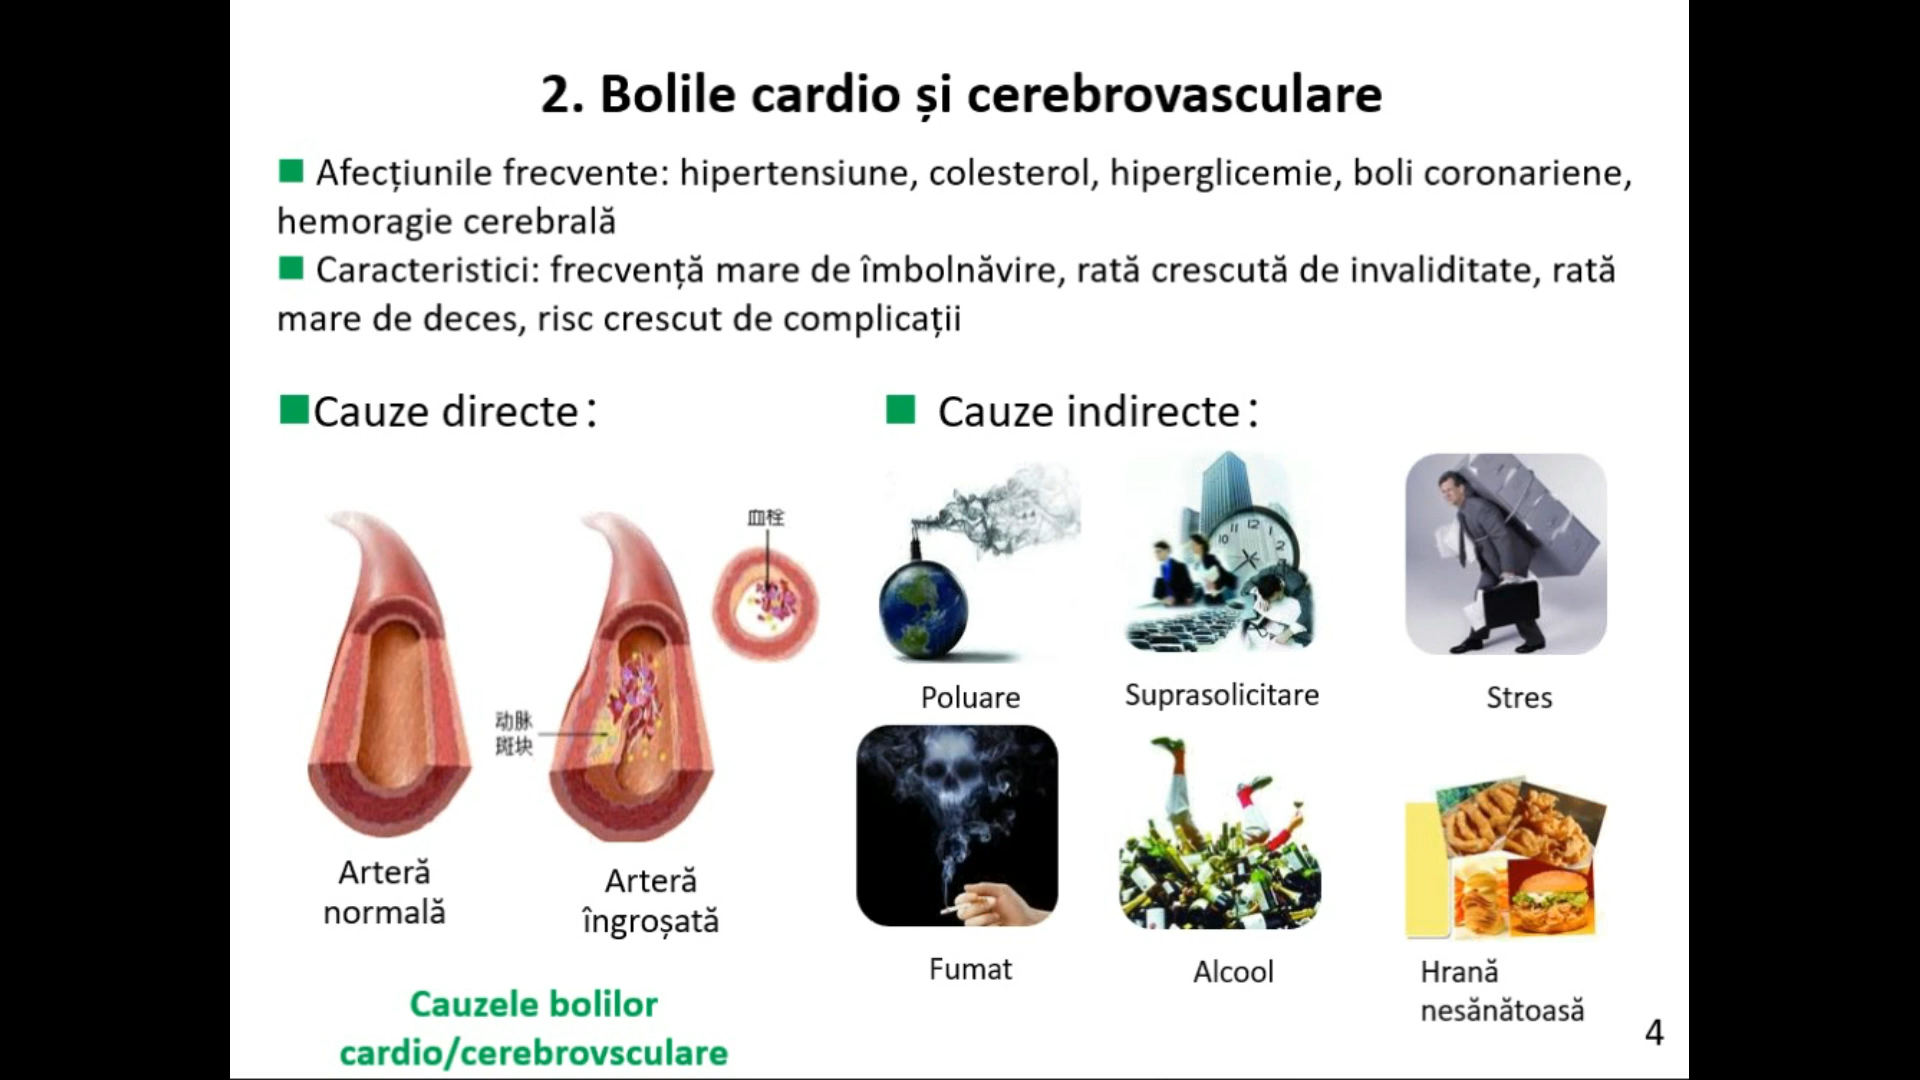 2. Bolile cardio și cerebrovasculare
Afecțiunile frecvente: hipertensiune, colesterol, hiperglicemie, boli coronariene,
hemoragie cerebrală
Caracteristici: frecvență mare de îmbolnăvire, rată crescută de invaliditate, rată
mare de deces, risc crescut de complicații
Cauze directe：
Cauze indirecte：
血栓
动脉
斑块
Arteră
normală
Arteră
îngroșată
Cauzele bolilor
cardio/cerebrovsculare
Poluare
Suprasolicitare
Stres
Fumat
Alcool
Hrană
nesănătoasă
4